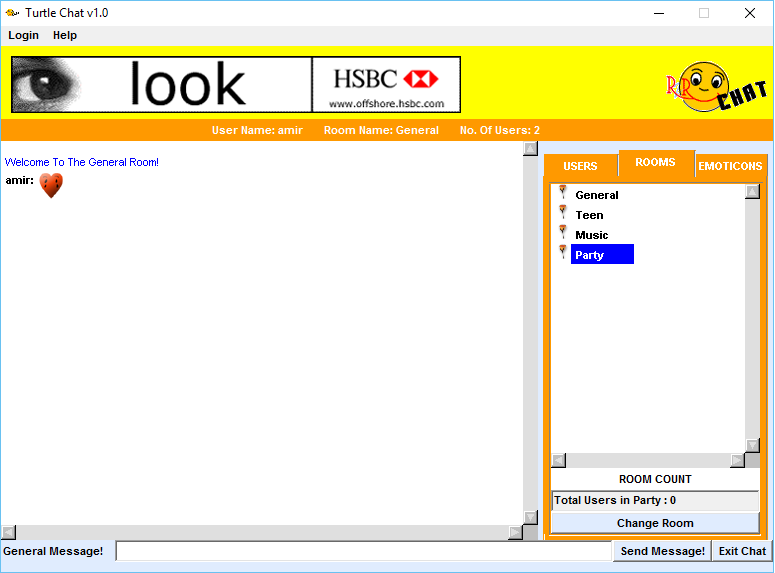 Turtle Chat v1.0
Login Help
look
HSBC
www.offshore.hsbc.com
R R CHAT
User Name: amir Room Name: General No. Of Users: 2
Welcome To The General Room!
amir:
USERS ROOMS EMOTICONS
General
Teen
Music
Party
ROOM COUNT
Total Users in Party : 0
Change Room
General Message! Send Message! Exit Chat